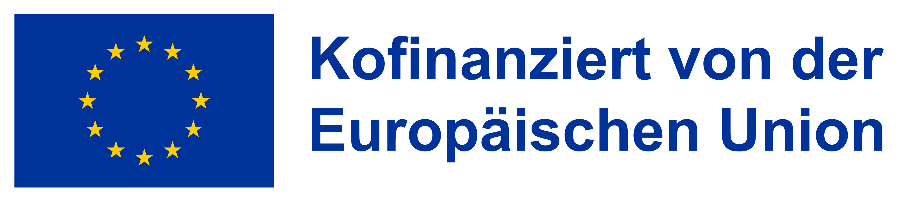 Kofinanziert von der
Europäischen Union